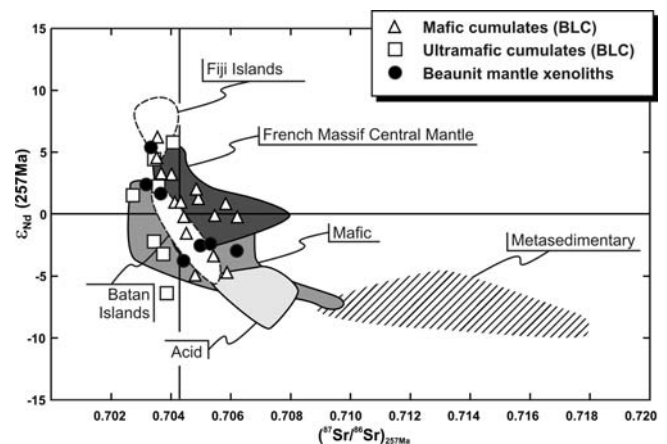 Mafic cumulates (BLC)
Ultramafic cumulates (BLC)
Beaunit mantle xenoliths
Fiji Islands
French Massif Central Mantle
Mafic
Metasedimentary
Batan
Islands
Acid
εNd (257Ma)
15
10
5
0
-5
-10
-15
0.702 0.704 0.706 0.708 0.710 0.712 0.714 0.716 0.718 0.720
(⁸⁷Sr/⁸⁶Sr)257Ma